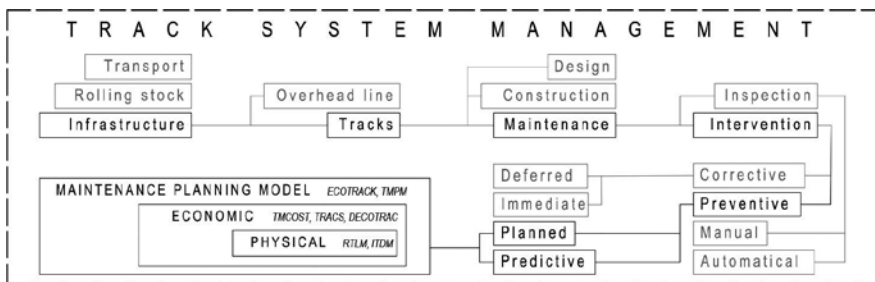 TRACK SYSTEM MANAGEMENT
Transport Design
Rolling stock Overhead line Construction Inspection
Infrastructure Tracks Maintenance Intervention
Deferred Corrective
MAINTENANCE PLANNING MODEL ECOTRACK, TMPM
Immediate Preventive
ECONOMIC TMCOST, TRACS, DECOTRAC
Planned Manual
PHYSICAL RTLM, ITDM
Predictive Automatical